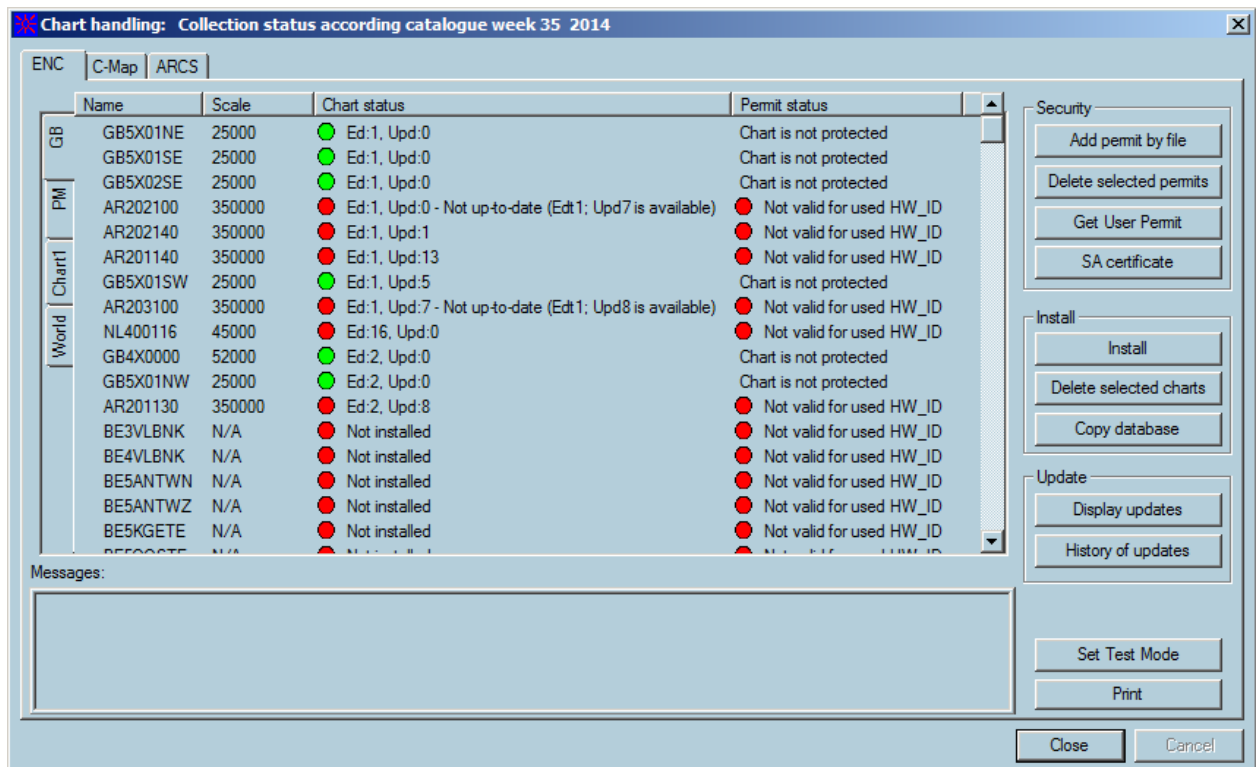 Chart handling: Collection status according catalogue week 35 2014
ENC C-Map ARCS
Name Scale Chart status Permit status
GB
PM
Chart1
World
GB5X01NE 25000 Ed:1, Upd:0 Chart is not protected
GB5X01SE 25000 Ed:1, Upd:0 Chart is not protected
GB5X02SE 25000 Ed:1, Upd:0 Chart is not protected
AR202100 350000 Ed:1, Upd:0 - Not up-to-date (Edt1; Upd7 is available) Not valid for used HW_ID
AR202140 350000 Ed:1, Upd:1 Not valid for used HW_ID
AR201140 350000 Ed:1, Upd:13 Not valid for used HW_ID
GB5X01SW 25000 Ed:1, Upd:5 Chart is not protected
AR203100 350000 Ed:1, Upd:7 - Not up-to-date (Edt1; Upd8 is available) Not valid for used HW_ID
NL400116 45000 Ed:16, Upd:0 Not valid for used HW_ID
GB4X0000 52000 Ed:2, Upd:0 Chart is not protected
GB5X01NW 25000 Ed:2, Upd:0 Chart is not protected
AR201130 350000 Ed:2, Upd:8 Not valid for used HW_ID
BE3VLBNK N/A Not installed Not valid for used HW_ID
BE4VLBNK N/A Not installed Not valid for used HW_ID
BE5ANTWN N/A Not installed Not valid for used HW_ID
BE5ANTWZ N/A Not installed Not valid for used HW_ID
BE5KGETE N/A Not installed Not valid for used HW_ID
Messages:
Security
Add permit by file
Delete selected permits
Get User Permit
SA certificate
Install
Install
Delete selected charts
Copy database
Update
Display updates
History of updates
Set Test Mode
Print
Close Cancel